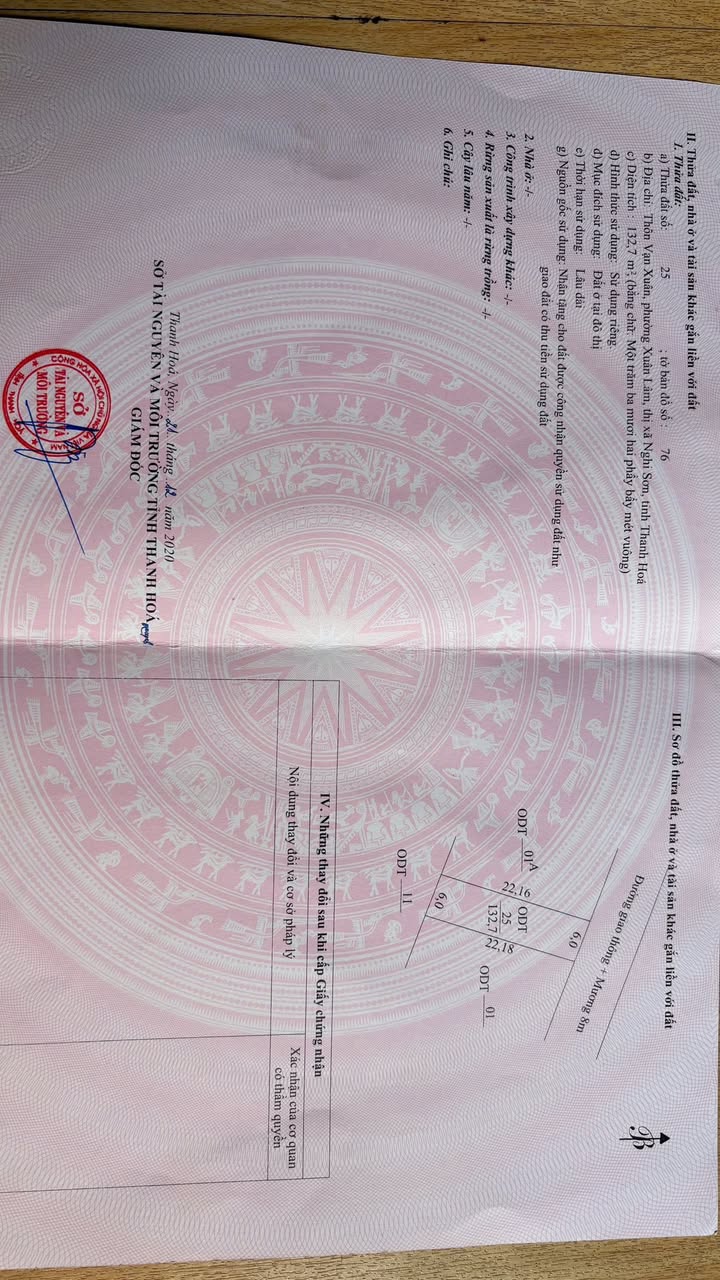 II. Thửa đất, nhà ở và tài sản khác gắn liền với đất
1. Thửa đất:
a) Thửa đất số: 25 ; tờ bản đồ số : 76
b) Địa chỉ: Thôn Vạn Xuân, phường Xuân Lâm, thị xã Nghi Sơn, tỉnh Thanh Hoá
c) Diện tích : 132,7 m², (bằng chữ: Một trăm ba mươi hai phẩy bẩy mét vuông)
d) Hình thức sử dụng: Sử dụng riêng
đ) Mục đích sử dụng: Đất ở tại đô thị
e) Thời hạn sử dụng: Lâu dài
g) Nguồn gốc sử dụng: Nhận tặng cho đất được công nhận quyền sử dụng đất như
giao đất có thu tiền sử dụng đất
2. Nhà ở: -/-
3. Công trình xây dựng khác: -/-
4. Rừng sản xuất là rừng trồng: -/-
5. Cây lâu năm: -/-
6. Ghi chú:
Thanh Hoá, Ngày 21 tháng 12 năm 2020
SỞ TÀI NGUYÊN VÀ MÔI TRƯỜNG TỈNH THANH HOÁ
GIÁM ĐỐC
SỞ
TÀI NGUYÊN VÀ
MÔI TRƯỜNG
III. Sơ đồ thửa đất, nhà ở và tài sản khác gắn liền với đất
B
Đường giao thông + Mương 8m
6,0
ODT 01A
22,16
ODT
25
132,7
22,18
ODT 01
6,0
ODT 11
IV. Những thay đổi sau khi cấp Giấy chứng nhận
Nội dung thay đổi và cơ sở pháp lý
Xác nhận của cơ quan
có thẩm quyền